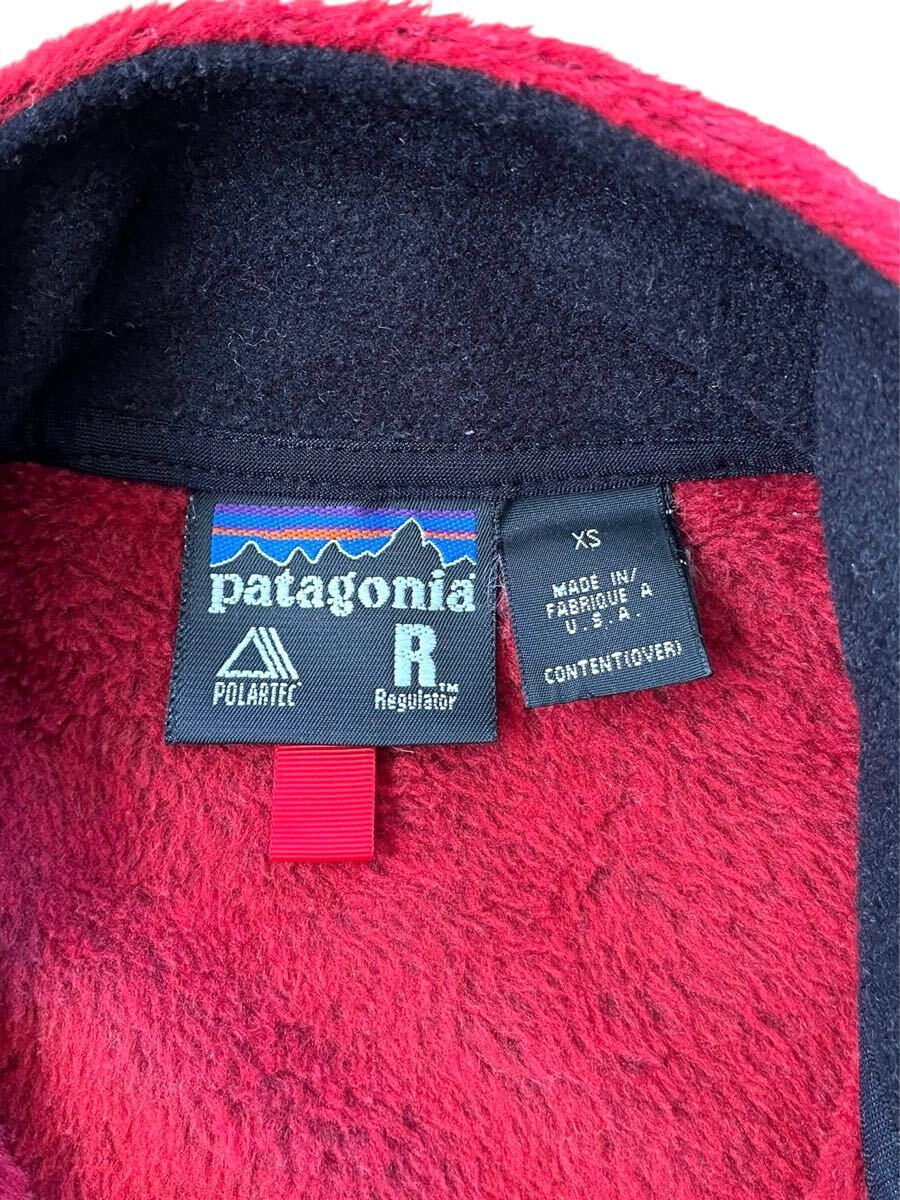 patagonia
POLARTEC
R
Regulator™
XS
MADE IN/
FABRIQUE A
U.S.A.
CONTENT(OVER)